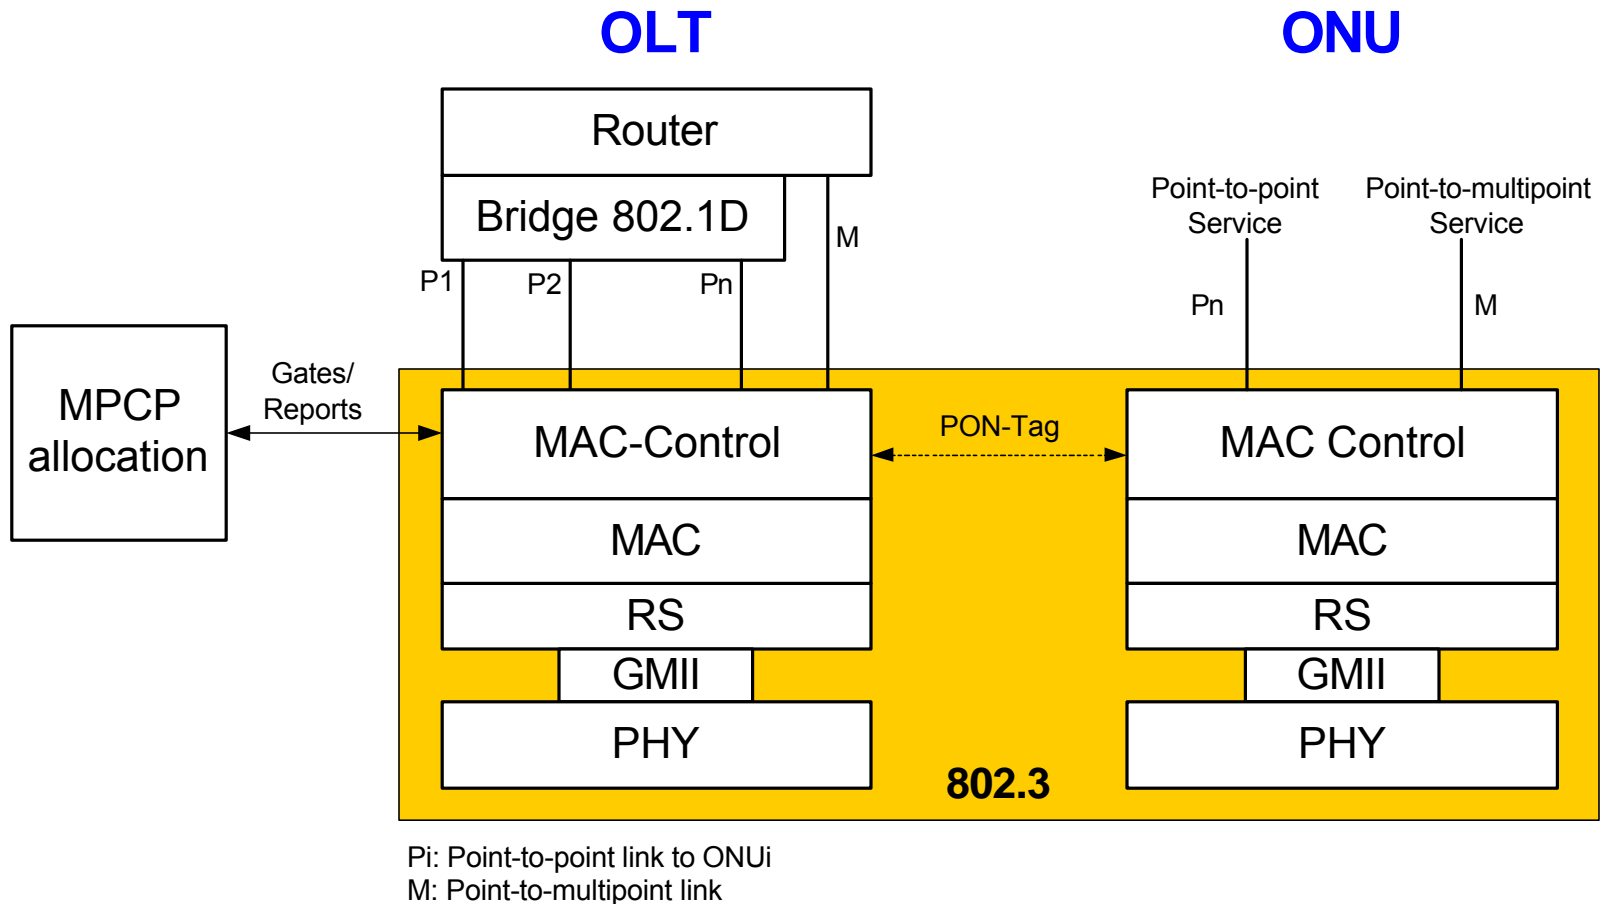 OLT
ONU
Router
Bridge 802.1D
M
P1
P2
Pn
Point-to-point
Service
Point-to-multipoint
Service
Pn
M
MPCP
allocation
Gates/
Reports
MAC-Control
PON-Tag
MAC Control
MAC
MAC
RS
RS
GMII
GMII
PHY
PHY
802.3
Pi: Point-to-point link to ONUi
M: Point-to-multipoint link